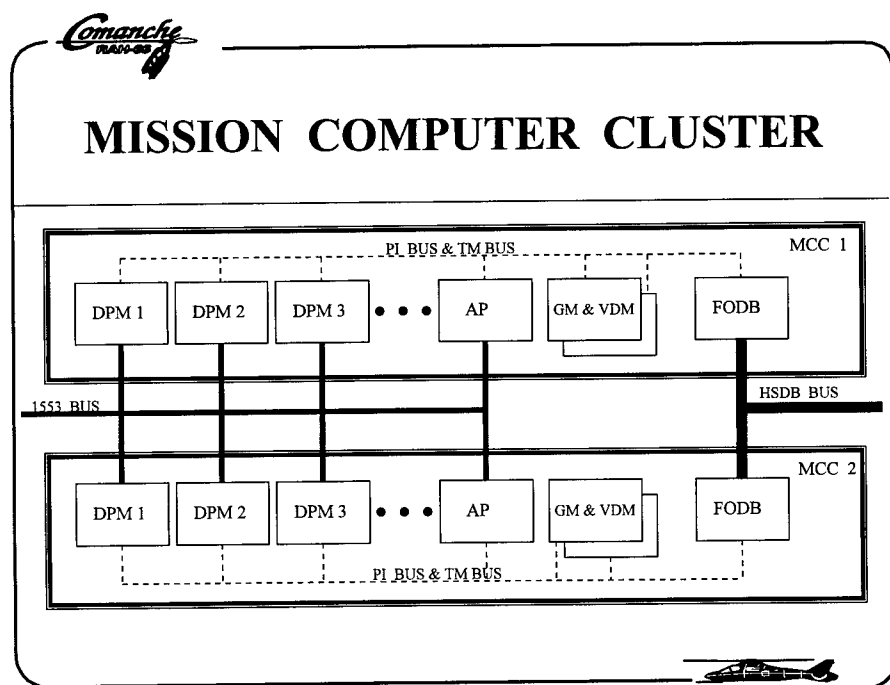 Comanche
RAH-66
MISSION COMPUTER CLUSTER
MCC 1
PI BUS & TM BUS
DPM 1 DPM 2 DPM 3 • • • AP GM & VDM FODB
1553 BUS HSDB BUS
MCC 2
DPM 1 DPM 2 DPM 3 • • • AP GM & VDM FODB
PI BUS & TM BUS